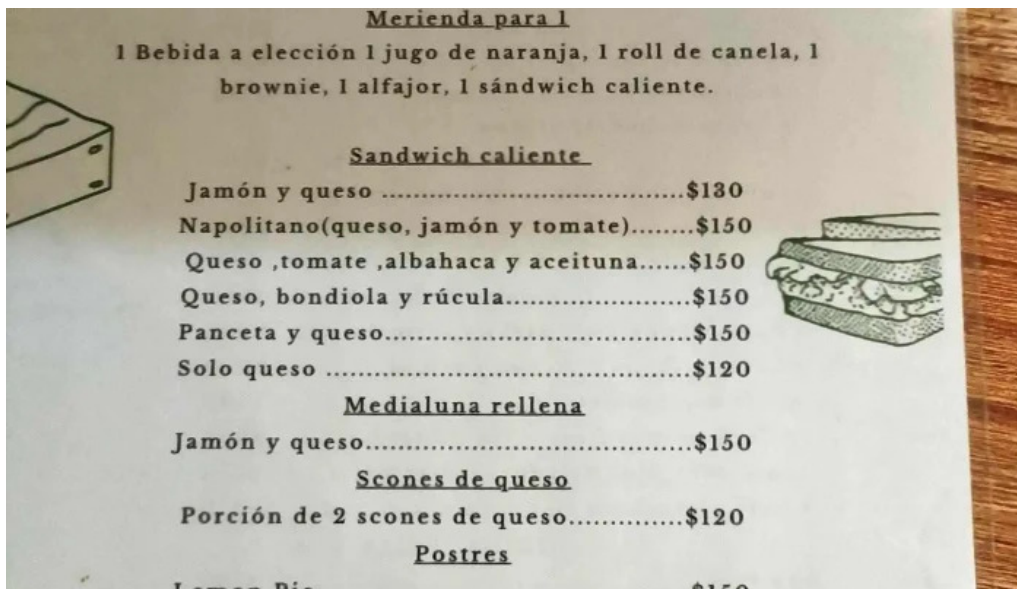 Merienda para 1
1 Bebida a elección 1 jugo de naranja, 1 roll de canela, 1
brownie, 1 alfajor, 1 sándwich caliente.
Sandwich caliente
Jamón y queso ......................................$130
Napolitano(queso, jamón y tomate)........$150
Queso ,tomate ,albahaca y aceituna......$150
Queso, bondiola y rúcula.......................$150
Panceta y queso......................................$150
Solo queso .............................................$120
Medialuna rellena
Jamón y queso........................................$150
Scones de queso
Porción de 2 scones de queso..............$120
Postres